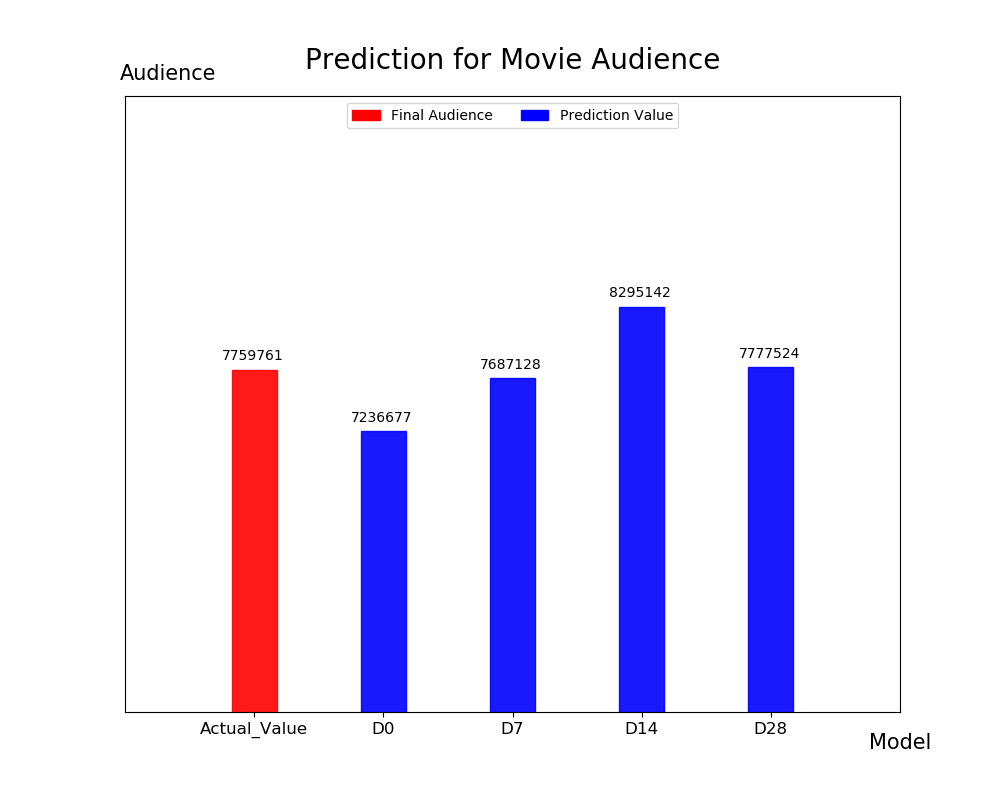 Prediction for Movie Audience
Audience
Final Audience Prediction Value
8295142
7759761
7777524
7687128
7236677
Actual_Value D0 D7 D14 D28
Model